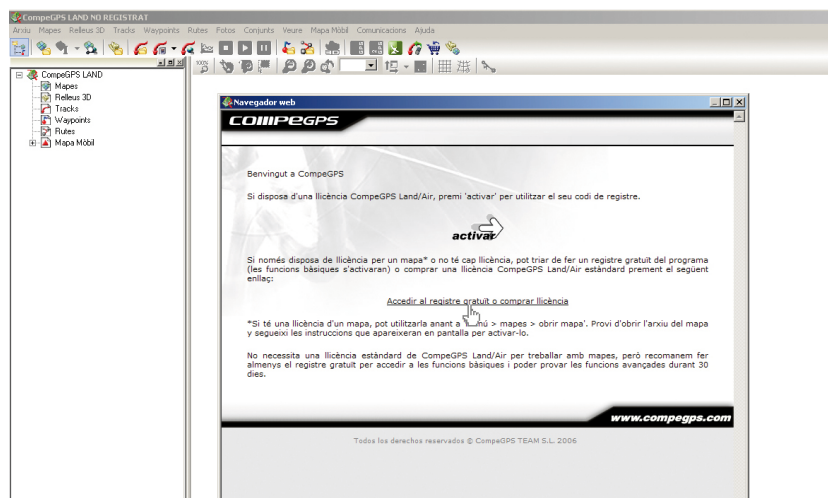 CompeGPS LAND NO REGISTRAT
Arxiu Mapes Relleus 3D Tracks Waypoints Rutes Fotos Conjunts Veure Mapa Mòbil Comunicacions Ajuda
100%
CompeGPS LAND
Mapes
Relleus 3D
Tracks
Waypoints
Rutes
Mapa Mòbil
Navegador web
COMPEGPS
Benvingut a CompeGPS
Si disposa d'una llicència CompeGPS Land/Air, premi 'activar' per utilitzar el seu codi de registre.
activar
Si només disposa de llicència per un mapa* o no té cap llicència, pot triar de fer un registre gratuït del programa
(les funcions bàsiques s'activaran) o comprar una llicència CompeGPS Land/Air estàndard prement el següent
enllaç:
Accedir al registre gratuït o comprar llicència
*Si té una llicència d'un mapa, pot utilitzarla anant a nú > mapes > obrir mapa'. Provi d'obrir l'arxiu del mapa
y segueixi les instruccions que apareixeran en pantalla per activar-lo.
No necessita una llicència estàndard de CompeGPS Land/Air per treballar amb mapes, però recomanem fer
almenys el registre gratuït per accedir a les funcions bàsiques i poder provar les funcions avançades durant 30
dies.
www.compegps.com
Todos los derechos reservados © CompeGPS TEAM S.L. 2006